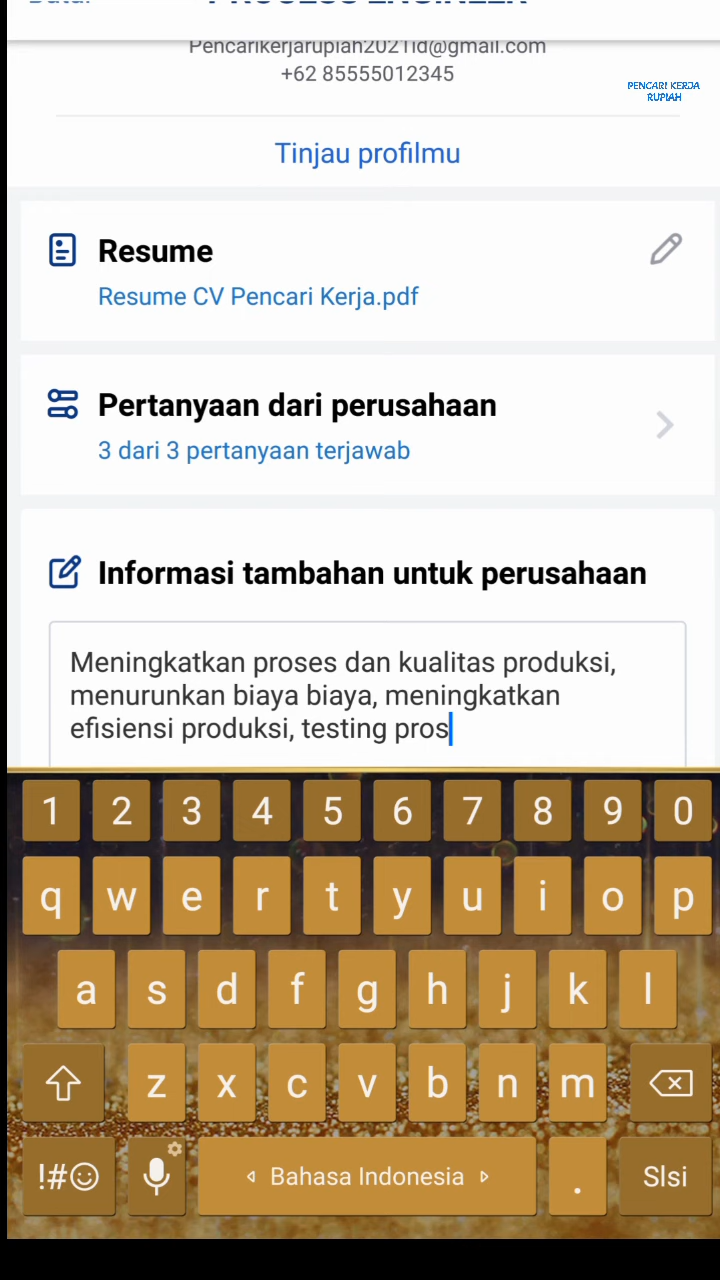 Pencarikerjarupiah2021id@gmail.com
+62 85555012345
PENCARI KERJA
RUPIAH
Tinjau profilmu
Resume
Resume CV Pencari Kerja.pdf
Pertanyaan dari perusahaan
3 dari 3 pertanyaan terjawab
Informasi tambahan untuk perusahaan
Meningkatkan proses dan kualitas produksi,
menurunkan biaya biaya, meningkatkan
efisiensi produksi, testing pros
1 2 3 4 5 6 7 8 9 0
q w e r t y u i o p
a s d f g h j k l
z x c v b n m
!#☺ Bahasa Indonesia . Slsi